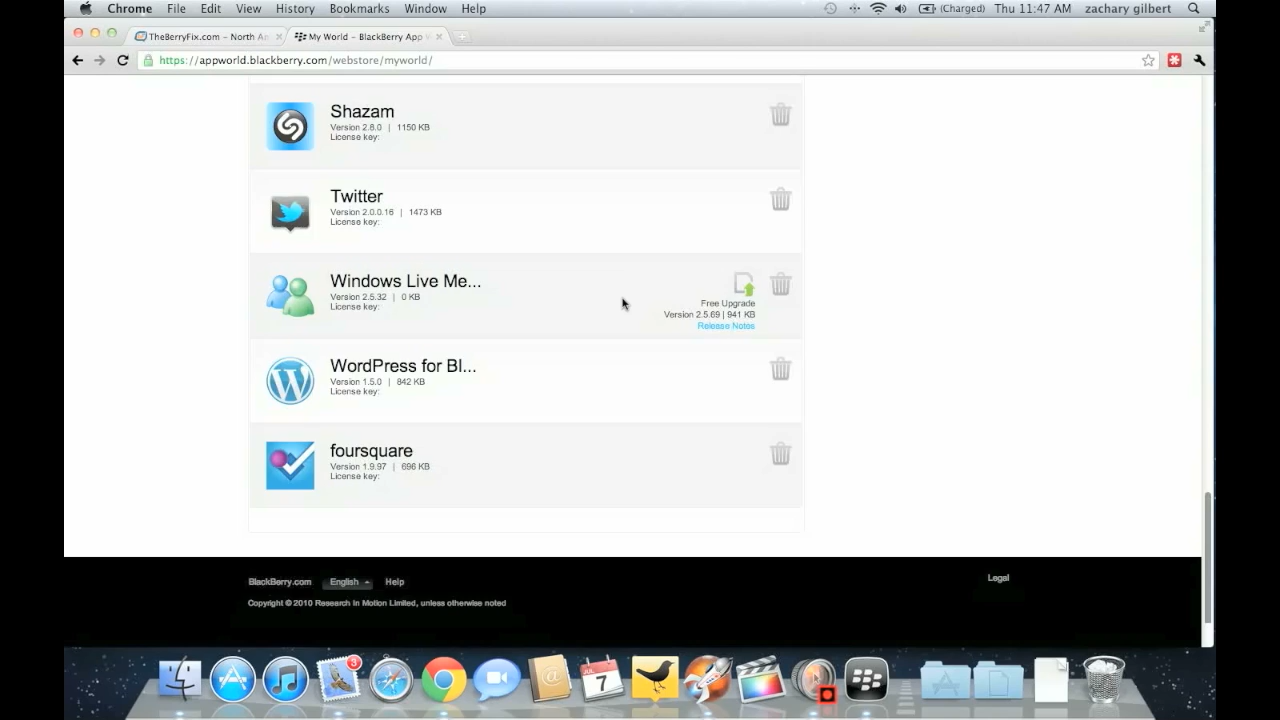 Chrome File Edit View History Bookmarks Window Help (Charged) Thu 11:47 AM zachary gilbert
TheBerryFix.com – North A
My World – BlackBerry App W
https://appworld.blackberry.com/webstore/myworld/
Shazam
Version 2.8.0 | 1150 KB
License key:
Twitter
Version 2.0.0.16 | 1473 KB
License key:
Windows Live Me...
Version 2.5.32 | 0 KB
License key:
Free Upgrade
Version 2.5.69 | 941 KB
Release Notes
WordPress for Bl...
Version 1.5.0 | 842 KB
License key:
foursquare
Version 1.9.97 | 696 KB
License key:
BlackBerry.com English Help Legal
Copyright © 2010 Research In Motion Limited, unless otherwise noted
3
JUL
7